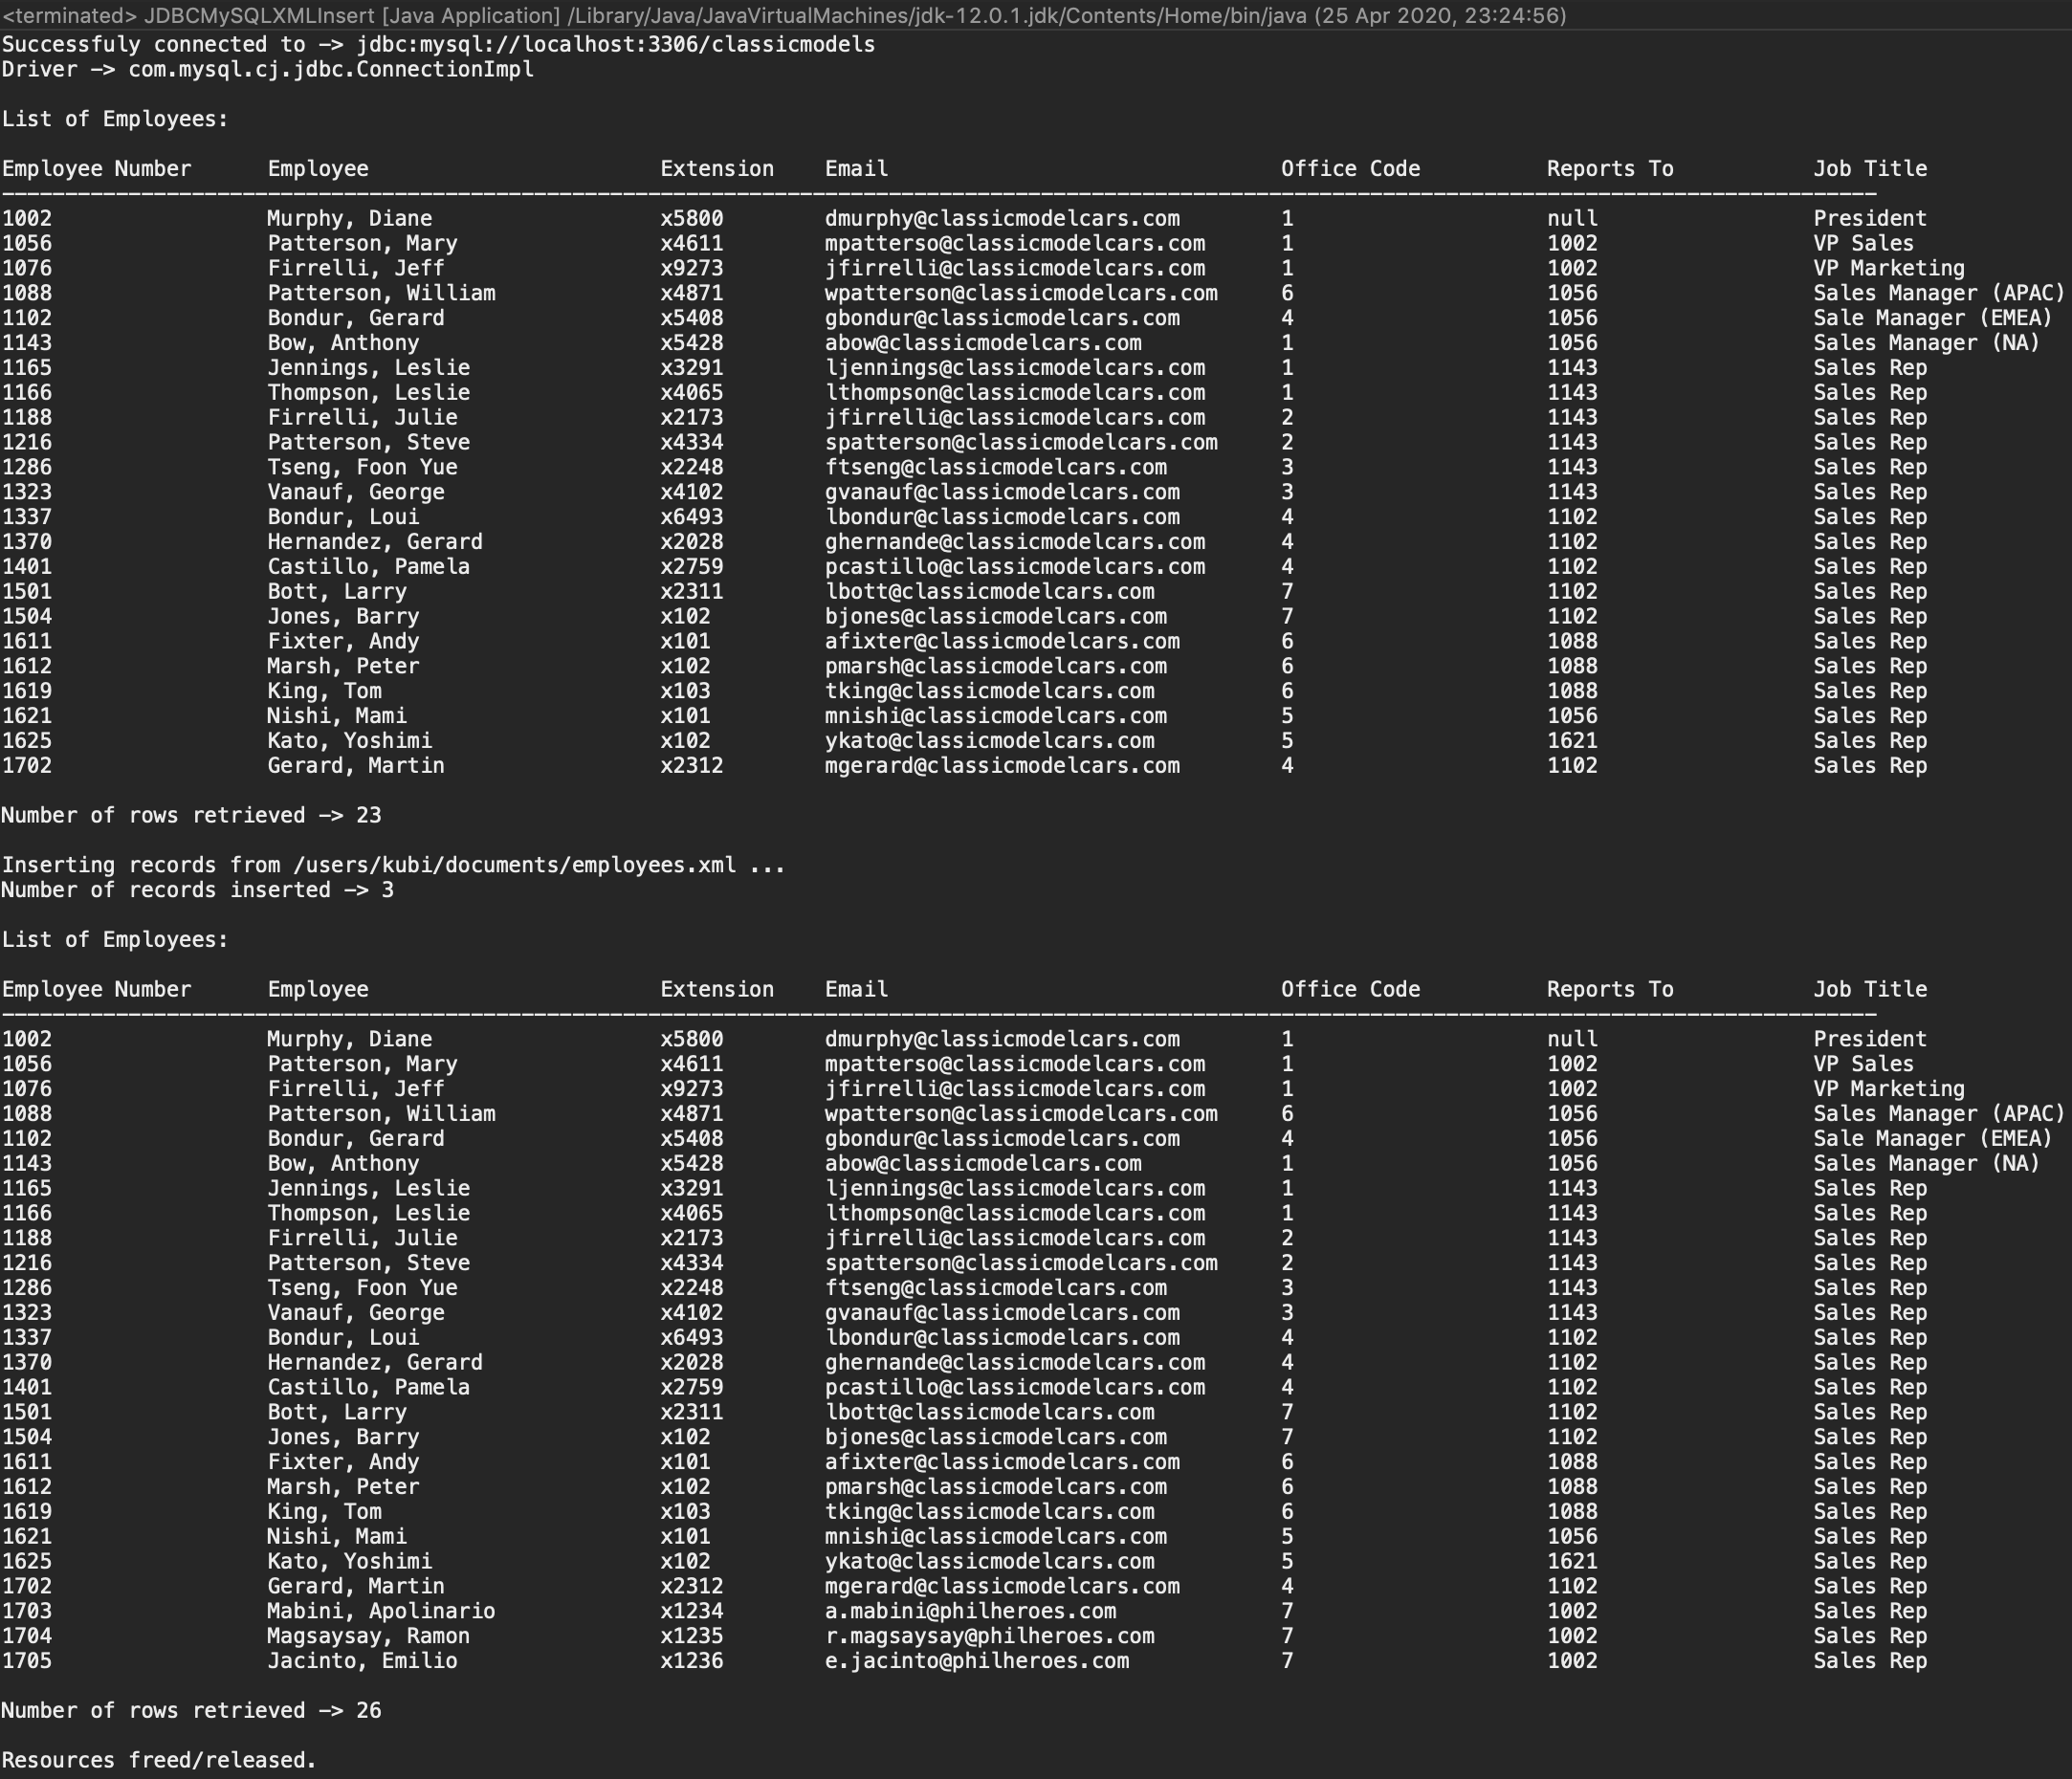 <terminated> JDBCMySQLXMLInsert [Java Application] /Library/Java/JavaVirtualMachines/jdk-12.0.1.jdk/Contents/Home/bin/java (25 Apr 2020, 23:24:56)
Successfuly connected to –> jdbc:mysql://localhost:3306/classicmodels
Driver –> com.mysql.cj.jdbc.ConnectionImpl
List of Employees:
Employee Number Employee Extension Email Office Code Reports To Job Title
1002 Murphy, Diane x5800 dmurphy@classicmodelcars.com 1 null President
1056 Patterson, Mary x4611 mpatterso@classicmodelcars.com 1 1002 VP Sales
1076 Firrelli, Jeff x9273 jfirrelli@classicmodelcars.com 1 1002 VP Marketing
1088 Patterson, William x4871 wpatterson@classicmodelcars.com 6 1056 Sales Manager (APAC)
1102 Bondur, Gerard x5408 gbondur@classicmodelcars.com 4 1056 Sale Manager (EMEA)
1143 Bow, Anthony x5428 abow@classicmodelcars.com 1 1056 Sales Manager (NA)
1165 Jennings, Leslie x3291 ljennings@classicmodelcars.com 1 1143 Sales Rep
1166 Thompson, Leslie x4065 lthompson@classicmodelcars.com 1 1143 Sales Rep
1188 Firrelli, Julie x2173 jfirrelli@classicmodelcars.com 2 1143 Sales Rep
1216 Patterson, Steve x4334 spatterson@classicmodelcars.com 2 1143 Sales Rep
1286 Tseng, Foon Yue x2248 ftseng@classicmodelcars.com 3 1143 Sales Rep
1323 Vanauf, George x4102 gvanauf@classicmodelcars.com 3 1143 Sales Rep
1337 Bondur, Loui x6493 lbondur@classicmodelcars.com 4 1102 Sales Rep
1370 Hernandez, Gerard x2028 ghernande@classicmodelcars.com 4 1102 Sales Rep
1401 Castillo, Pamela x2759 pcastillo@classicmodelcars.com 4 1102 Sales Rep
1501 Bott, Larry x2311 lbott@classicmodelcars.com 7 1102 Sales Rep
1504 Jones, Barry x102 bjones@classicmodelcars.com 7 1102 Sales Rep
1611 Fixter, Andy x101 afixter@classicmodelcars.com 6 1088 Sales Rep
1612 Marsh, Peter x102 pmarsh@classicmodelcars.com 6 1088 Sales Rep
1619 King, Tom x103 tking@classicmodelcars.com 6 1088 Sales Rep
1621 Nishi, Mami x101 mnishi@classicmodelcars.com 5 1056 Sales Rep
1625 Kato, Yoshimi x102 ykato@classicmodelcars.com 5 1621 Sales Rep
1702 Gerard, Martin x2312 mgerard@classicmodelcars.com 4 1102 Sales Rep
Number of rows retrieved –> 23
Inserting records from /users/kubi/documents/employees.xml ...
Number of records inserted –> 3
List of Employees:
Employee Number Employee Extension Email Office Code Reports To Job Title
1002 Murphy, Diane x5800 dmurphy@classicmodelcars.com 1 null President
1056 Patterson, Mary x4611 mpatterso@classicmodelcars.com 1 1002 VP Sales
1076 Firrelli, Jeff x9273 jfirrelli@classicmodelcars.com 1 1002 VP Marketing
1088 Patterson, William x4871 wpatterson@classicmodelcars.com 6 1056 Sales Manager (APAC)
1102 Bondur, Gerard x5408 gbondur@classicmodelcars.com 4 1056 Sale Manager (EMEA)
1143 Bow, Anthony x5428 abow@classicmodelcars.com 1 1056 Sales Manager (NA)
1165 Jennings, Leslie x3291 ljennings@classicmodelcars.com 1 1143 Sales Rep
1166 Thompson, Leslie x4065 lthompson@classicmodelcars.com 1 1143 Sales Rep
1188 Firrelli, Julie x2173 jfirrelli@classicmodelcars.com 2 1143 Sales Rep
1216 Patterson, Steve x4334 spatterson@classicmodelcars.com 2 1143 Sales Rep
1286 Tseng, Foon Yue x2248 ftseng@classicmodelcars.com 3 1143 Sales Rep
1323 Vanauf, George x4102 gvanauf@classicmodelcars.com 3 1143 Sales Rep
1337 Bondur, Loui x6493 lbondur@classicmodelcars.com 4 1102 Sales Rep
1370 Hernandez, Gerard x2028 ghernande@classicmodelcars.com 4 1102 Sales Rep
1401 Castillo, Pamela x2759 pcastillo@classicmodelcars.com 4 1102 Sales Rep
1501 Bott, Larry x2311 lbott@classicmodelcars.com 7 1102 Sales Rep
1504 Jones, Barry x102 bjones@classicmodelcars.com 7 1102 Sales Rep
1611 Fixter, Andy x101 afixter@classicmodelcars.com 6 1088 Sales Rep
1612 Marsh, Peter x102 pmarsh@classicmodelcars.com 6 1088 Sales Rep
1619 King, Tom x103 tking@classicmodelcars.com 6 1088 Sales Rep
1621 Nishi, Mami x101 mnishi@classicmodelcars.com 5 1056 Sales Rep
1625 Kato, Yoshimi x102 ykato@classicmodelcars.com 5 1621 Sales Rep
1702 Gerard, Martin x2312 mgerard@classicmodelcars.com 4 1102 Sales Rep
1703 Mabini, Apolinario x1234 a.mabini@philheroes.com 7 1002 Sales Rep
1704 Magsaysay, Ramon x1235 r.magsaysay@philheroes.com 7 1002 Sales Rep
1705 Jacinto, Emilio x1236 e.jacinto@philheroes.com 7 1002 Sales Rep
Number of rows retrieved –> 26
Resources freed/released.